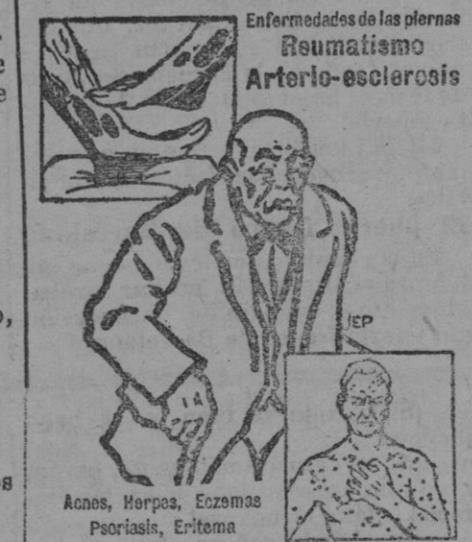 Enfermedades de las piernas
Reumatismo
Arterio-esclerosis
JEP
Acnes, Herpes, Eczemas
Psoriasis, Eritema